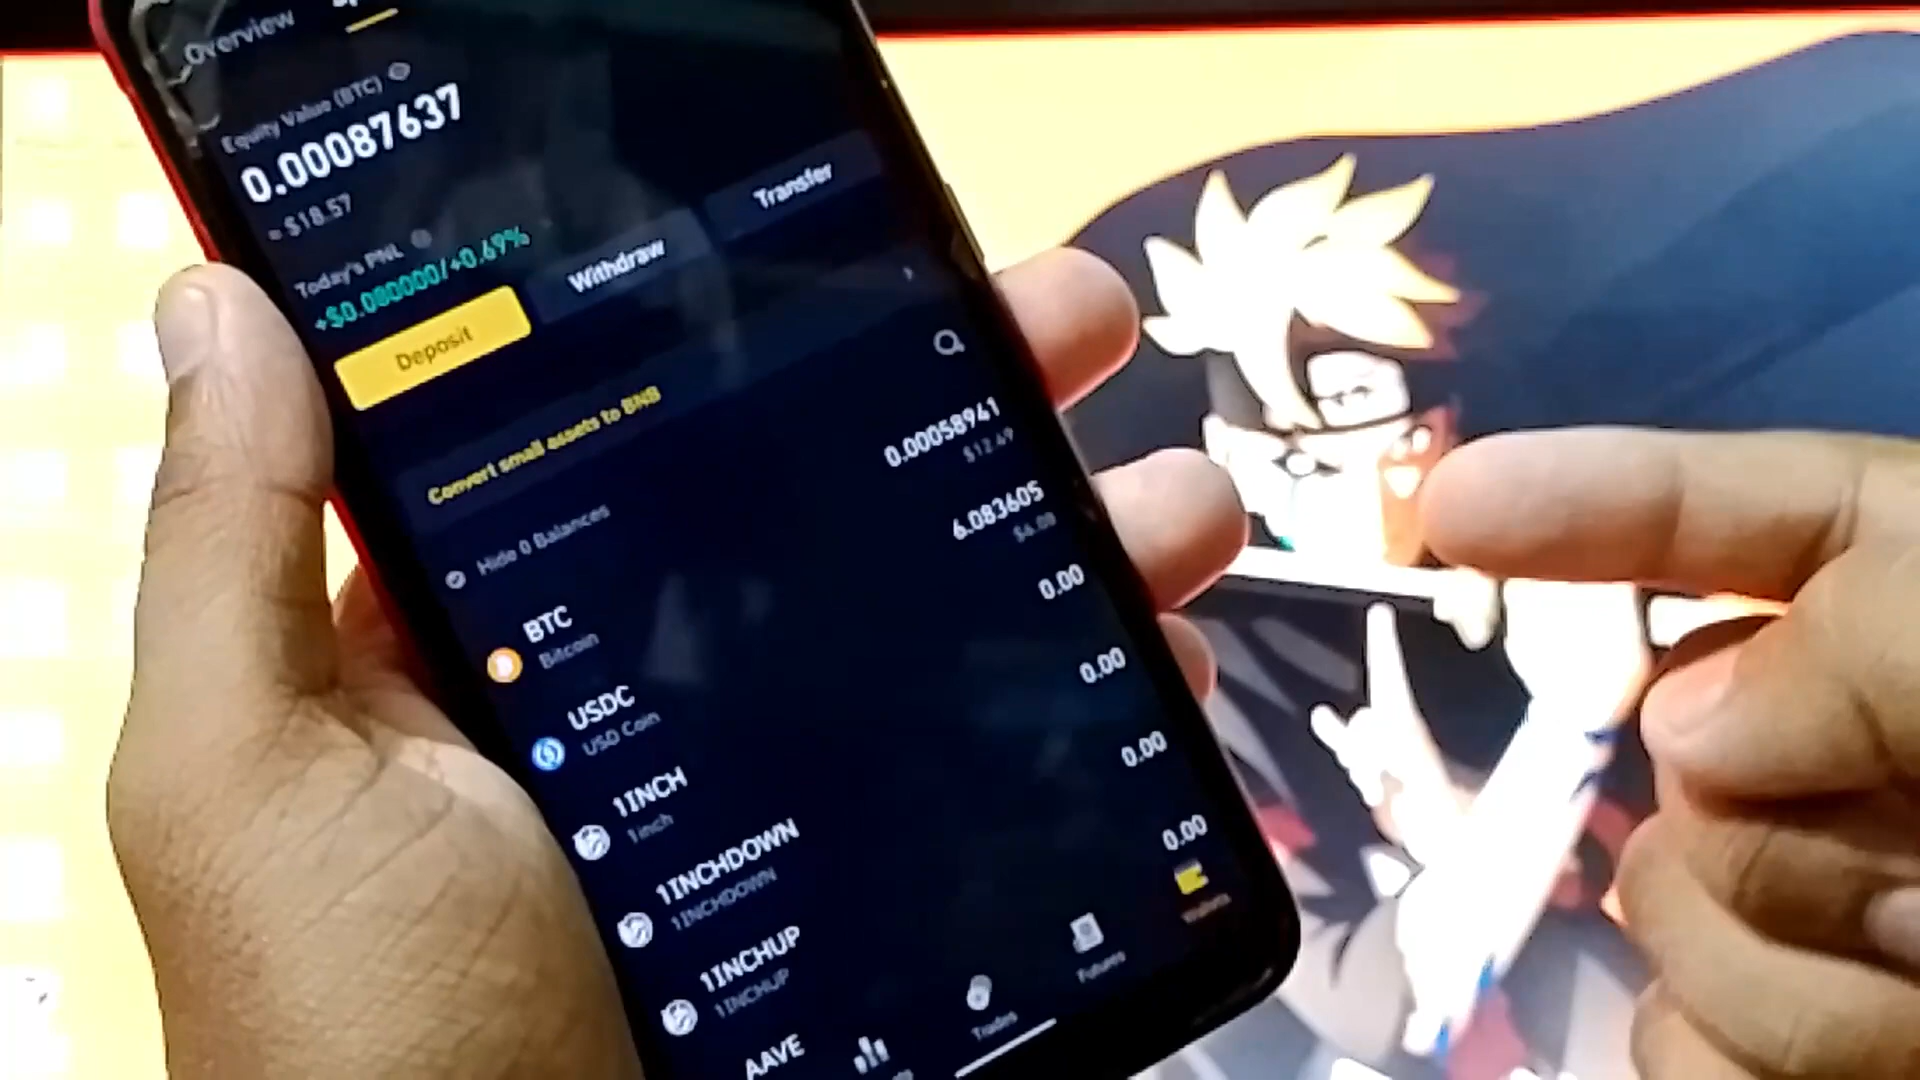 Overview
Equity Value (BTC)
0.00087637
≈ $18.57
Today's PNL
+$0.080000/+0.69%
Deposit
Withdraw
Transfer
Convert small assets to BNB
Hide 0 Balances
BTC
0.00058941
Bitcoin
$12.49
USDC
6.083605
USD Coin
$6.08
1INCH
0.00
1inch
1INCHDOWN
0.00
1INCHDOWN
1INCHUP
0.00
1INCHUP
AAVE
0.00
Trades
Futures
Wallets